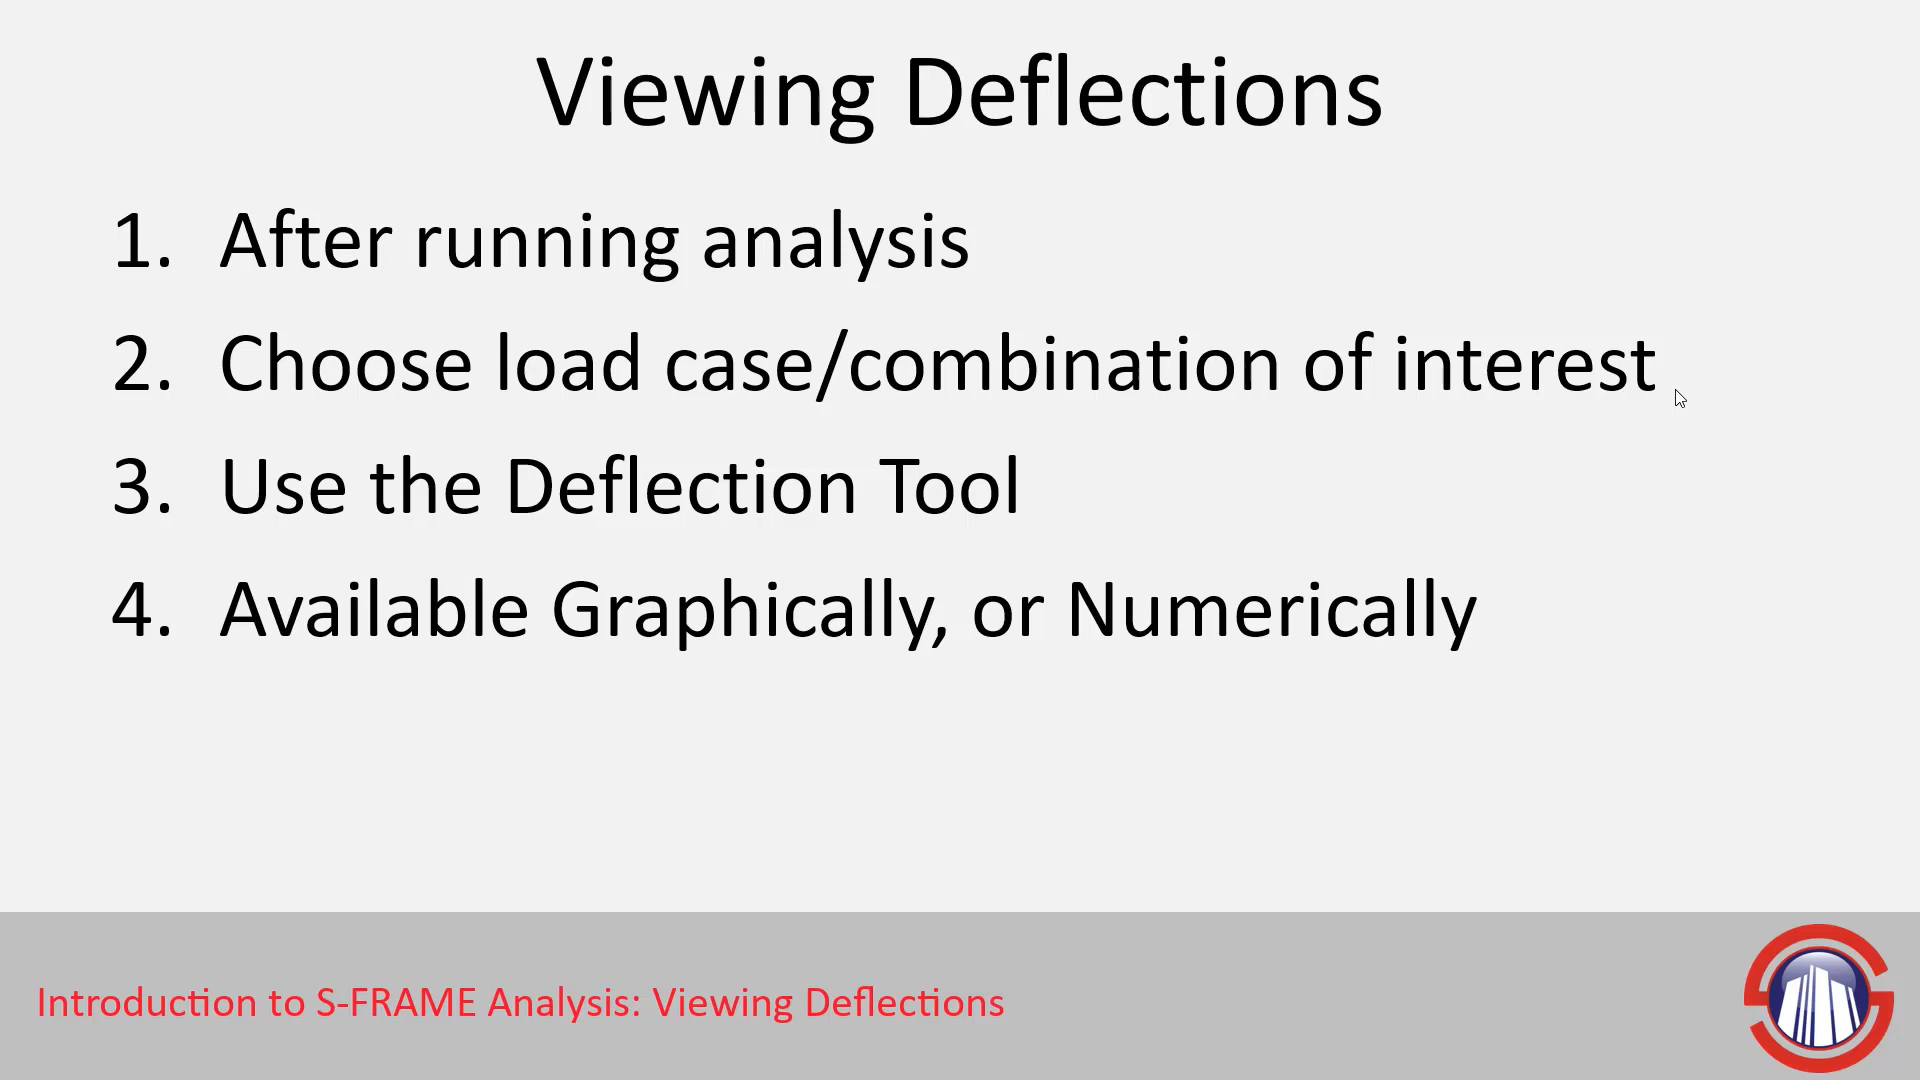 Viewing Deflections
1. After running analysis
2. Choose load case/combination of interest
3. Use the Deflection Tool
4. Available Graphically, or Numerically
Introduction to S-FRAME Analysis: Viewing Deflections